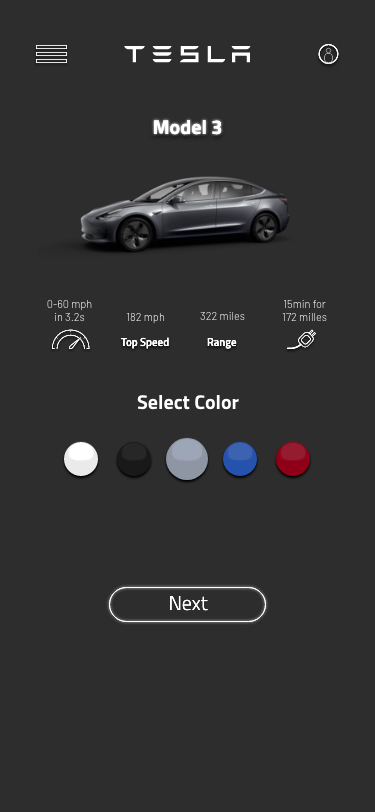 TESLA
Model 3
0-60 mph
in 3.2s
182 mph
322 miles
15min for
172 milles
Top Speed
Range
Select Color
Next